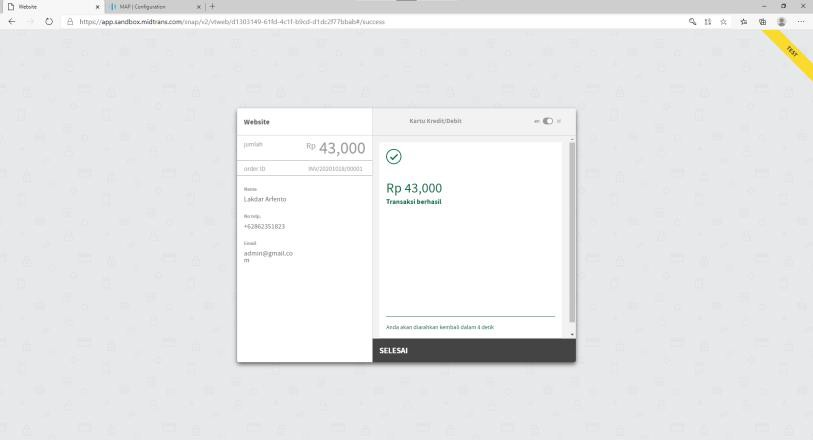 Website
MAP | Configuration
https://app.sandbox.midtrans.com/snap/v2/vtweb/d1303149-61fd-4c1f-b9cd-d1dc2f77bbab#/success
TEST
Website
Kartu Kredit/Debit
en
id
jumlah
Rp 43,000
order ID
INV/20201018/00001
Nama
Lakdar Arfento
No telp.
+62862351823
Email
admin@gmail.co
m
Rp 43,000
Transaksi berhasil
Anda akan diarahkan kembali dalam 4 detik
SELESAI